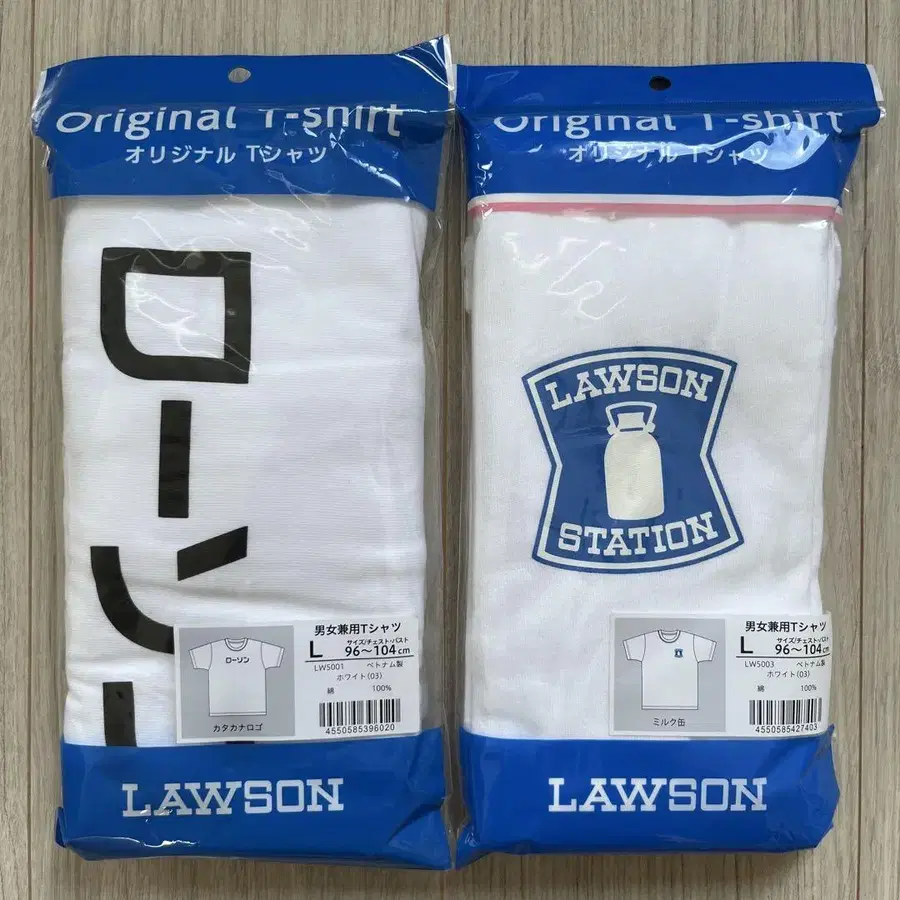 Original T-shirt
オリジナル Tシャツ
ローソン
男女兼用Tシャツ
L サイズ/チェスト・バスト
96〜104cm
LW5001 ベトナム製
ホワイト(03)
綿 100%
ローソン
カタカナロゴ
4550585396020
LAWSON
Original T-shirt
オリジナル Tシャツ
LAWSON
STATION
男女兼用Tシャツ
L サイズ/チェスト・バスト
96〜104cm
LW5003 ベトナム製
ホワイト(03)
綿 100%
ミルク缶
4550585427403
LAWSON